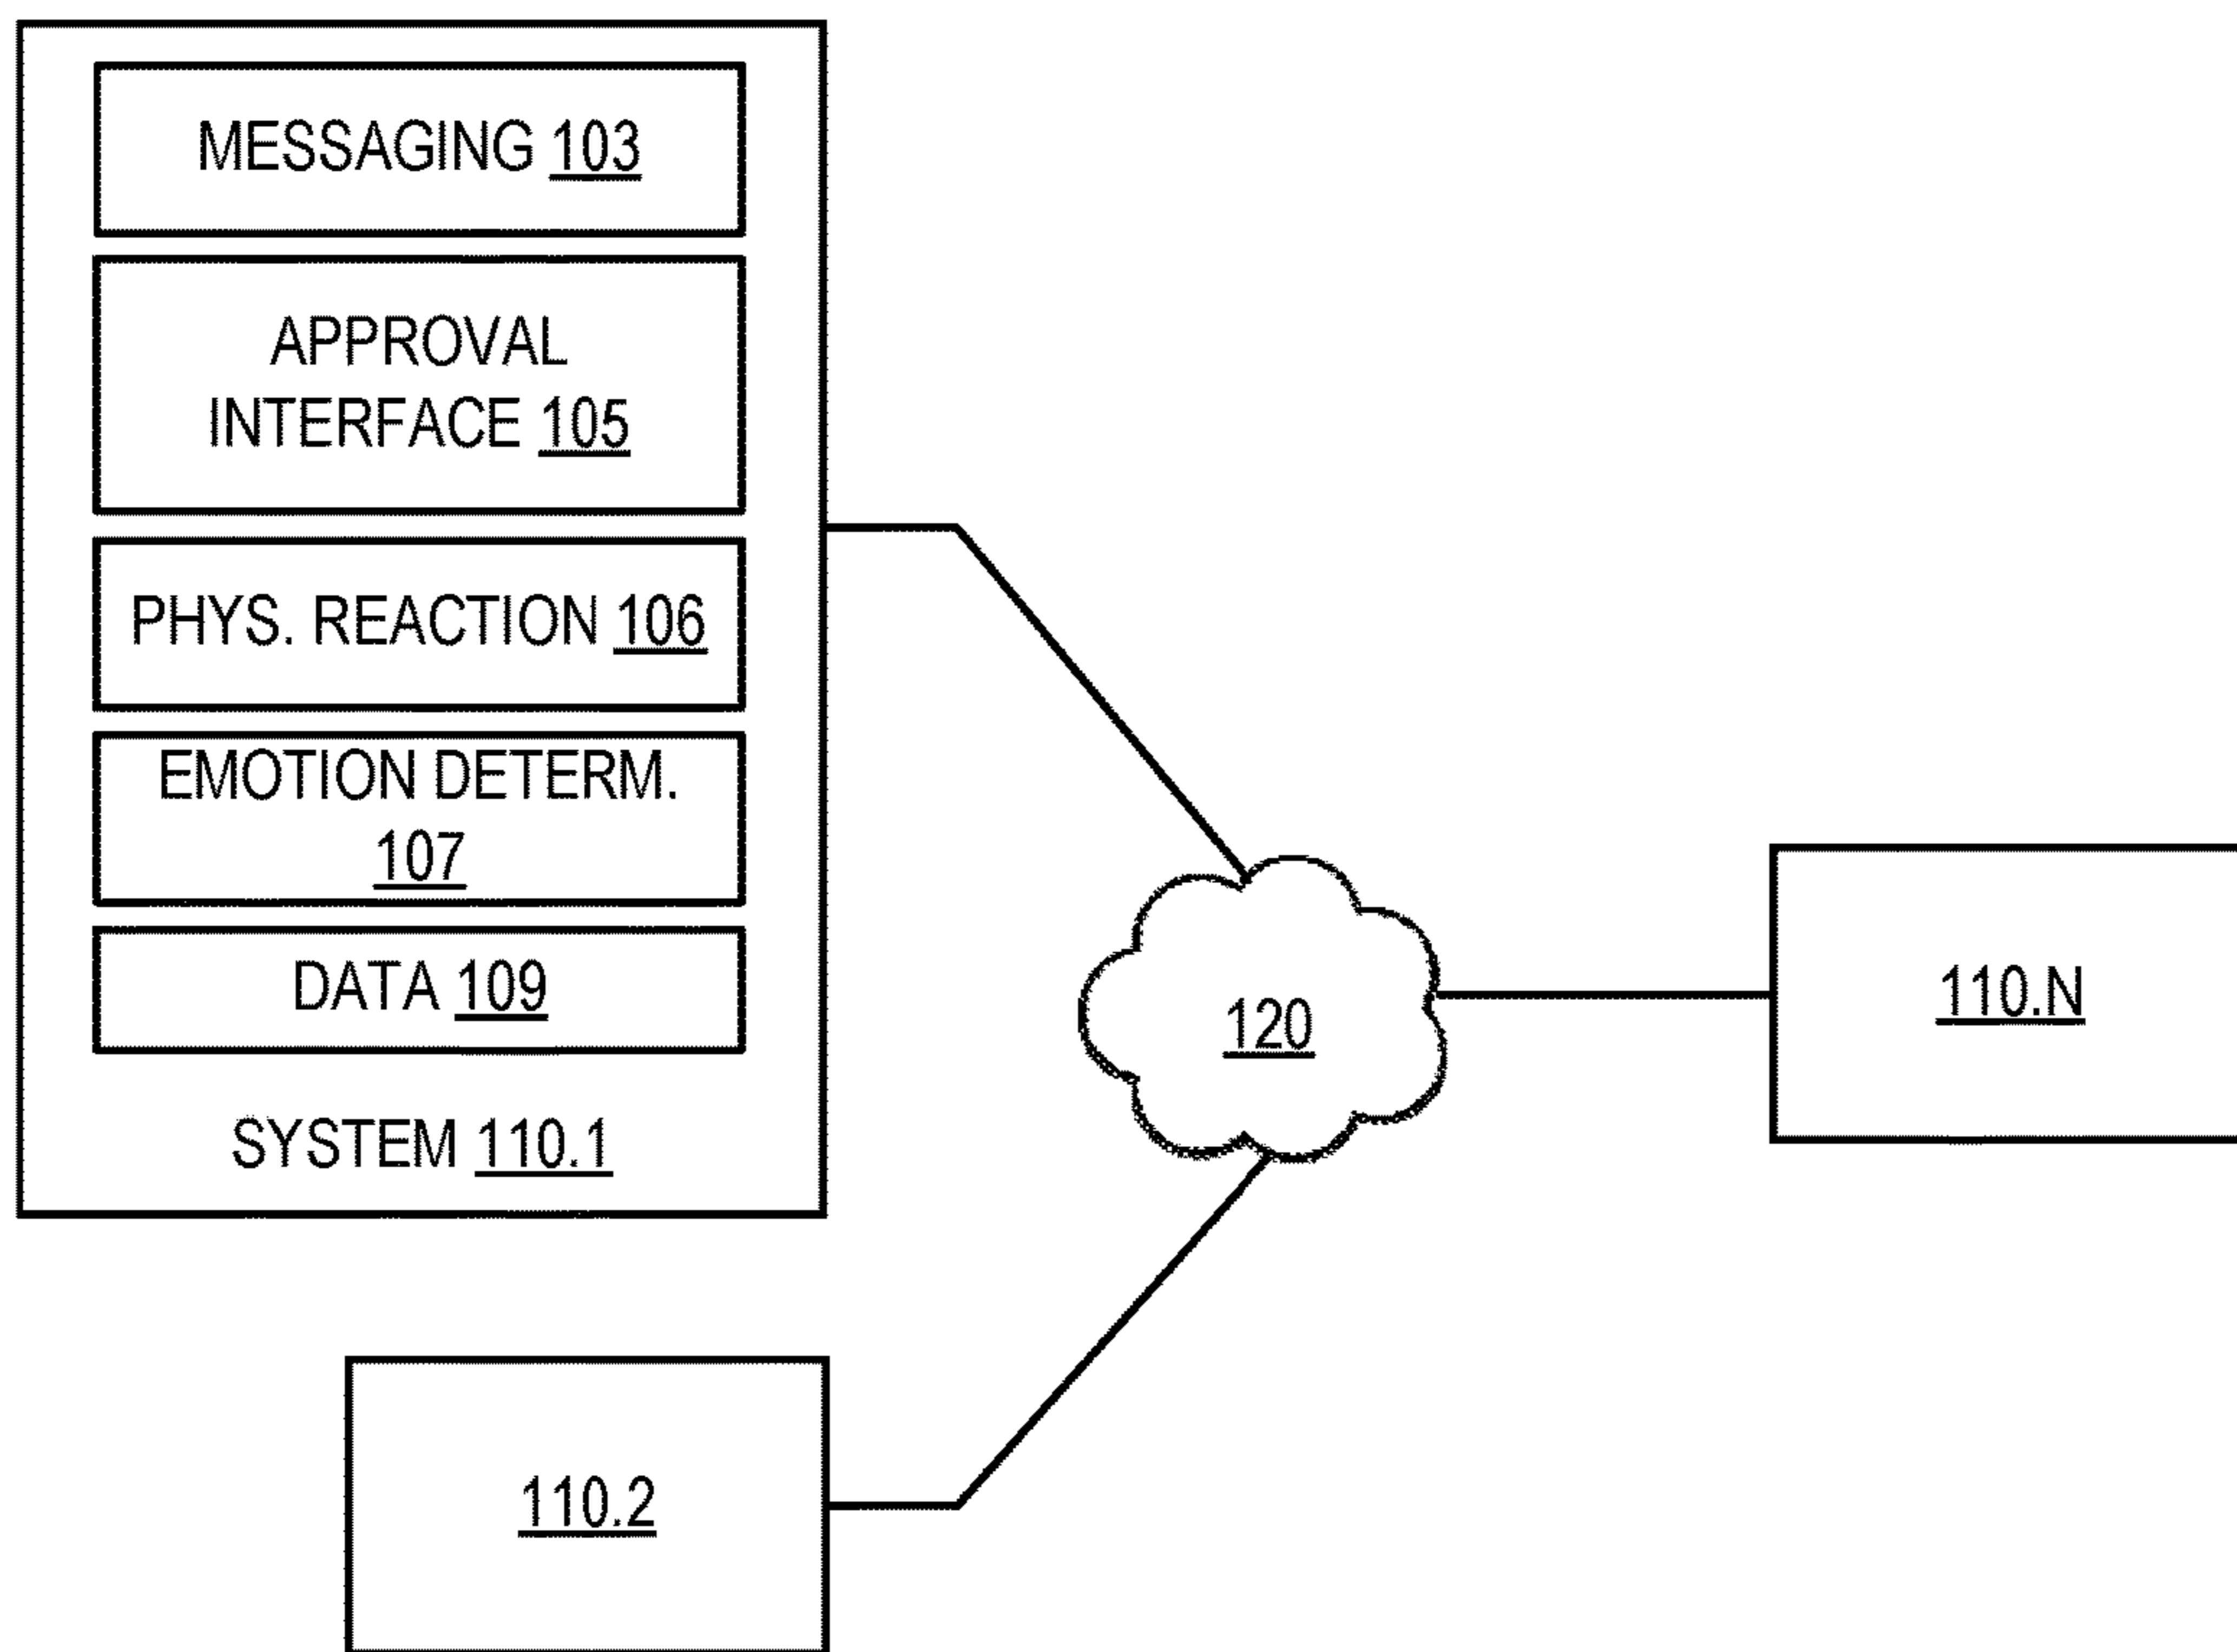 MESSAGING 103
APPROVAL
INTERFACE 105
PHYS. REACTION 106
EMOTION DETERM.
107
DATA 109
SYSTEM 110.1
120
110.N
110.2